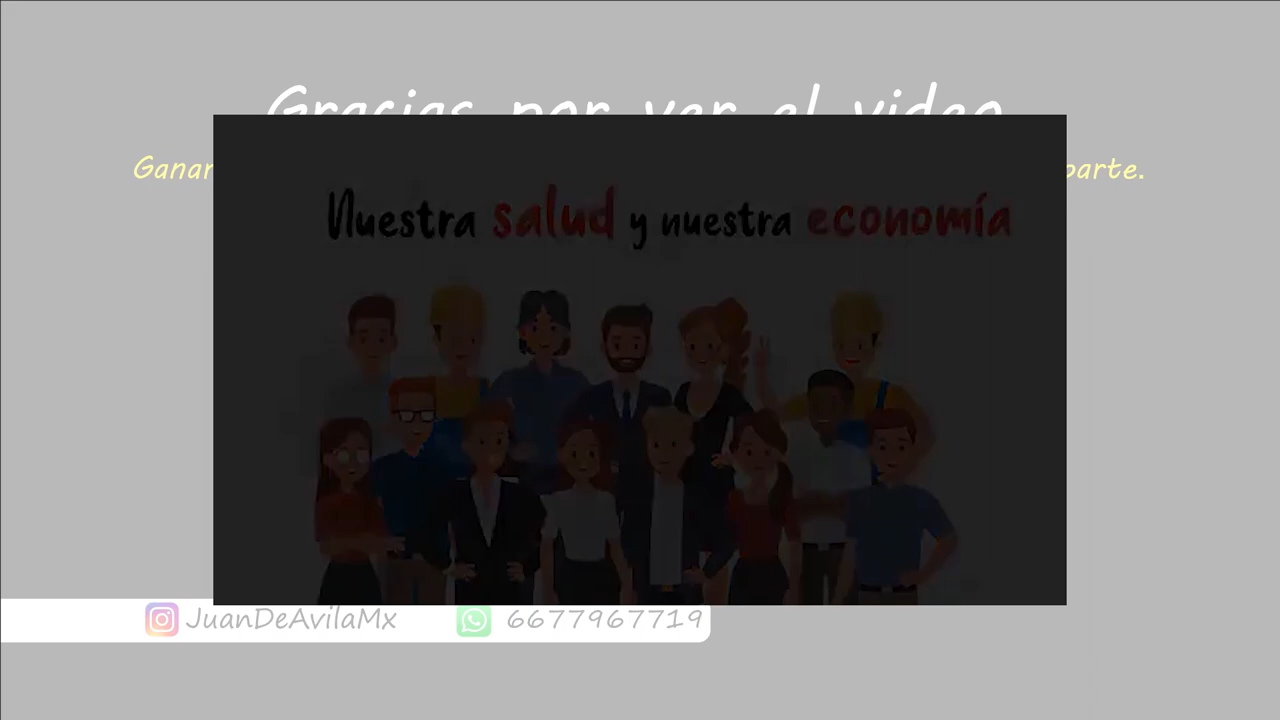 Gracias por ver el video
Nuestra salud y nuestra economía
JuanDeAvilaMx 6677967719